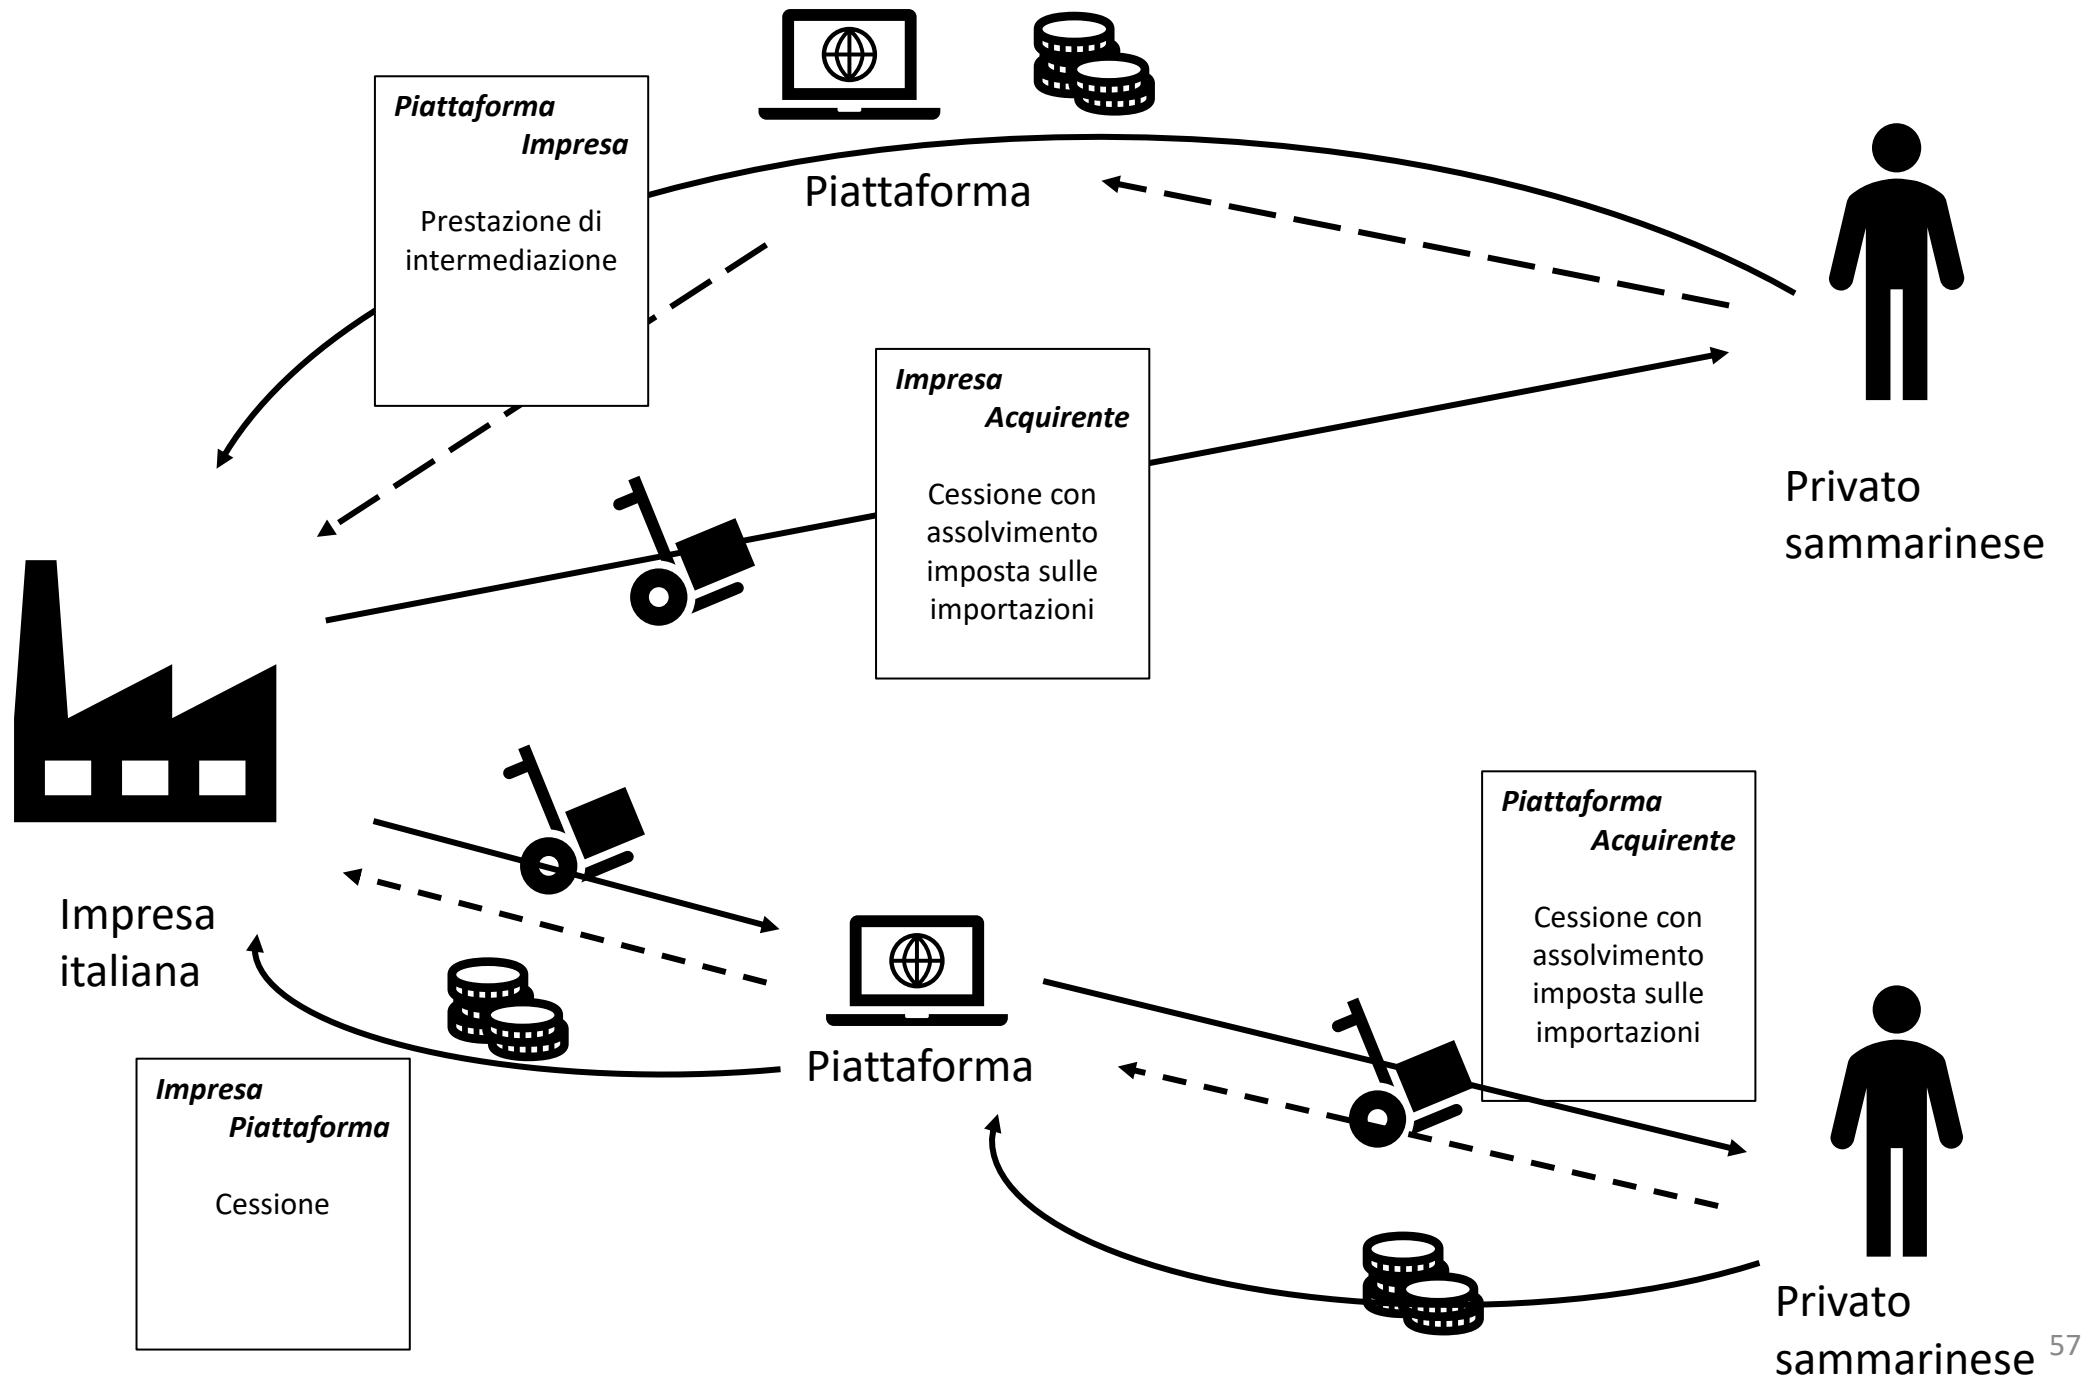 Piattaforma
Impresa
Prestazione di
intermediazione
Piattaforma
Impresa
Acquirente
Cessione con
assolvimento
imposta sulle
importazioni
Privato
sammarinese
Impresa
italiana
Piattaforma
Acquirente
Cessione con
assolvimento
imposta sulle
importazioni
Piattaforma
Impresa
Piattaforma
Cessione
Privato
sammarinese
57